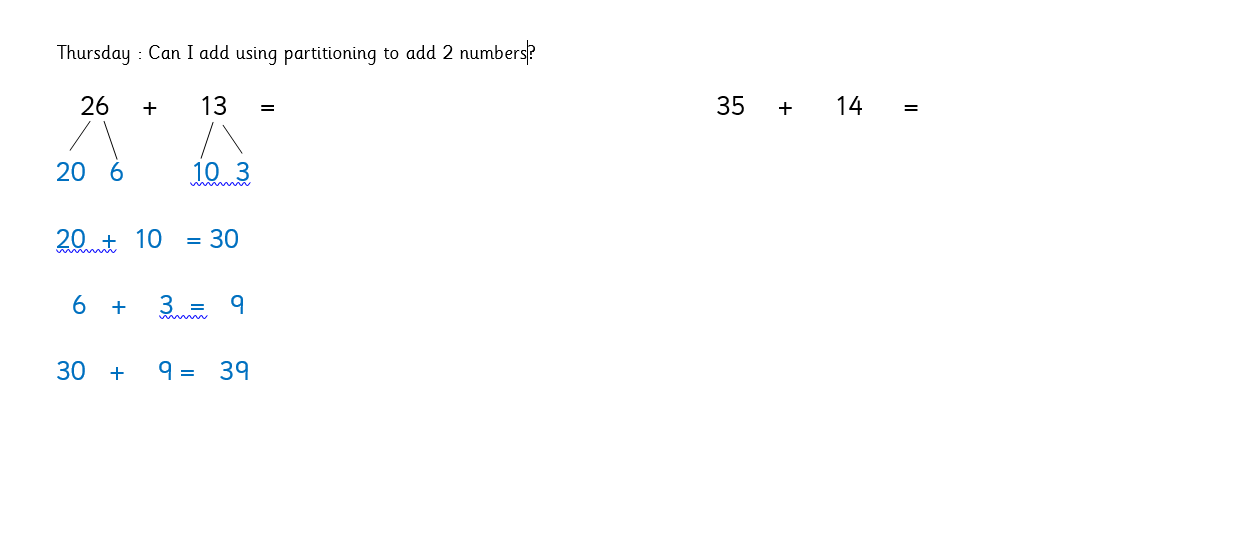 Thursday : Can I add using partitioning to add 2 numbers?
26 + 13 =
20 6 10 3
20 + 10 = 30
6 + 3 = 9
30 + 9 = 39
35 + 14 =